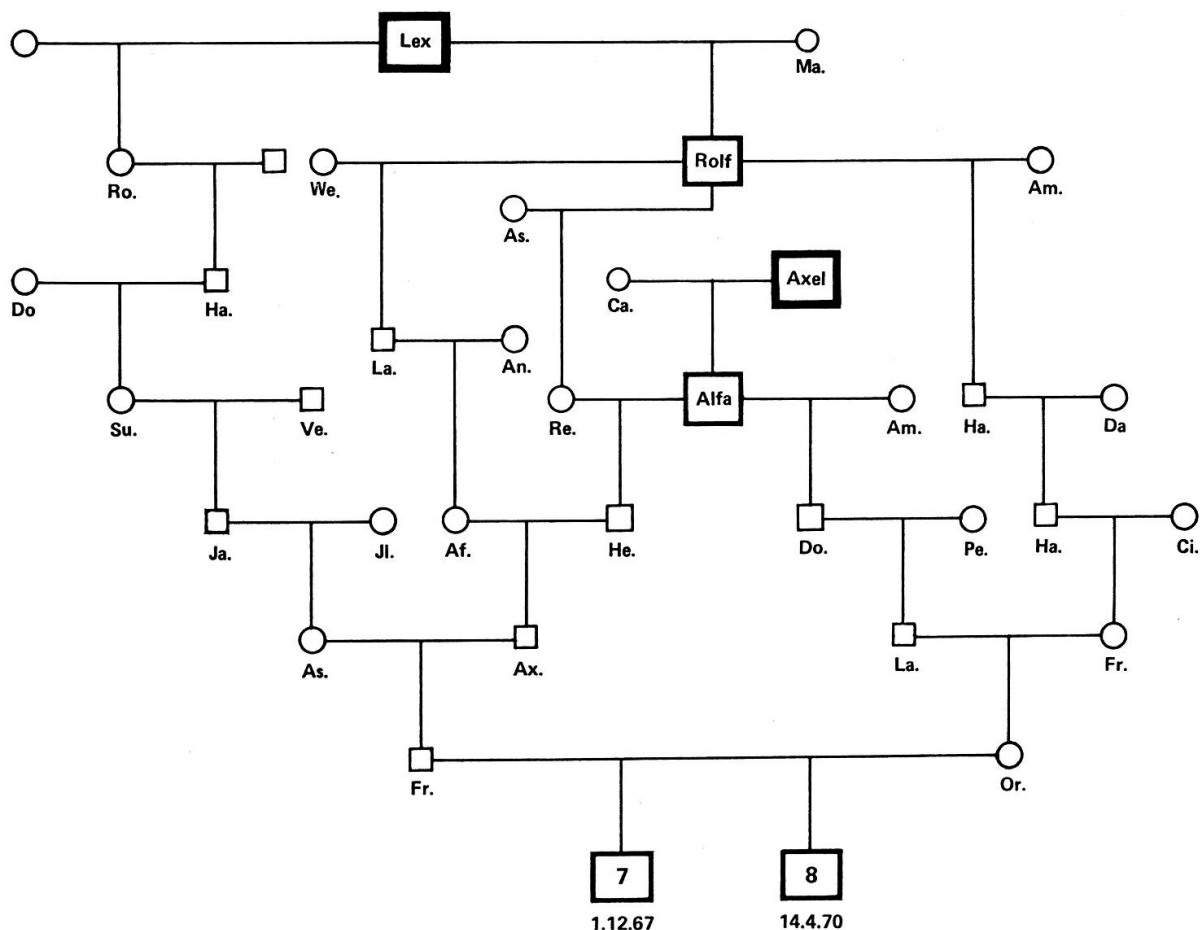 Lex
Ma.
Ro.
We.
Rolf
Am.
As.
Do
Ha.
Ca.
Axel
La.
An.
Su.
Ve.
Re.
Alfa
Am.
Ha.
Da
Ja.
Jl.
Af.
He.
Do.
Pe.
Ha.
Ci.
As.
Ax.
La.
Fr.
Fr.
Or.
7
8
1.12.67
14.4.70